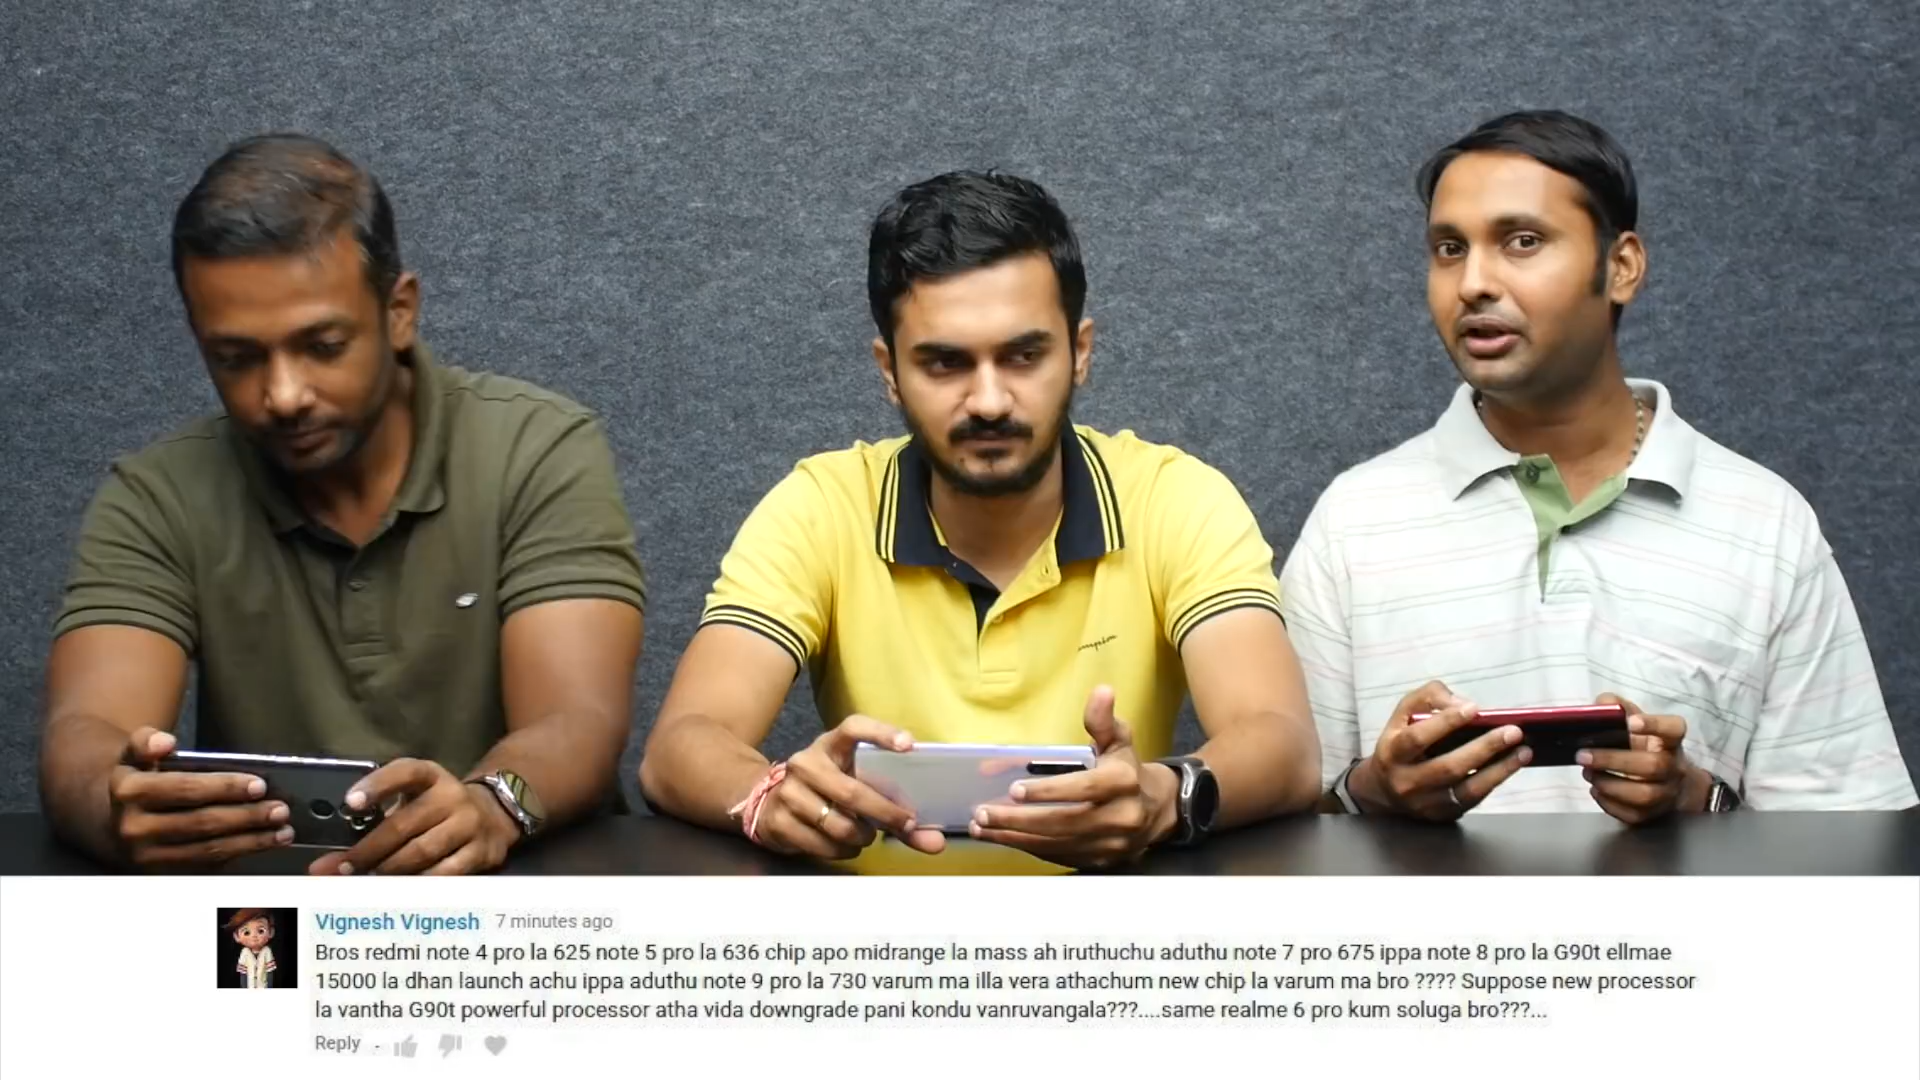 Vignesh Vignesh 7 minutes ago
Bros redmi note 4 pro la 625 note 5 pro la 636 chip apo midrange la mass ah iruthuchu aduthu note 7 pro 675 ippa note 8 pro la G90t ellmae
15000 la dhan launch achu ippa aduthu note 9 pro la 730 varum ma illa vera athachum new chip la varum ma bro ???? Suppose new processor
la vantha G90t powerful processor atha vida downgrade pani kondu vanruvangala???....same realme 6 pro kum soluga bro???...
Reply